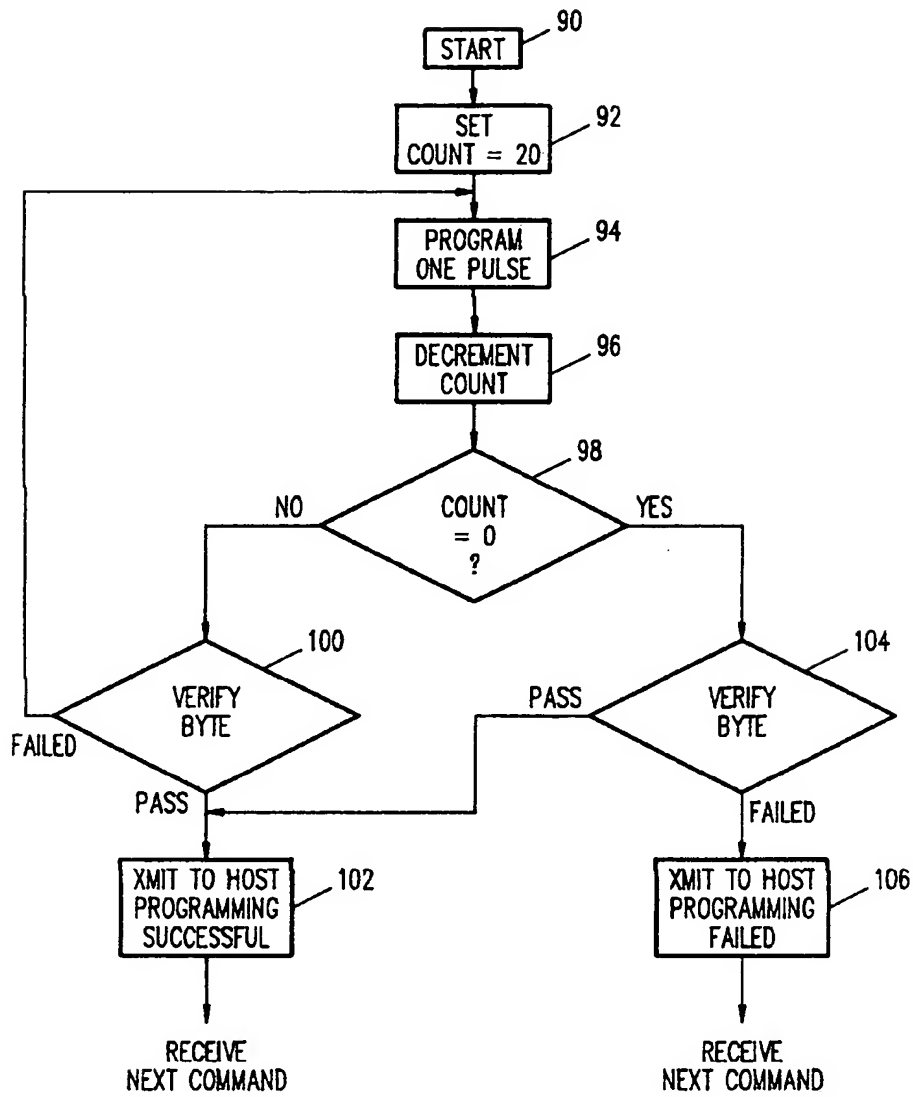 90
START
92
SET
COUNT = 20
94
PROGRAM
ONE PULSE
96
DECREMENT
COUNT
98
NO
COUNT
= 0
?
YES
100
VERIFY
BYTE
FAILED
PASS
104
PASS
VERIFY
BYTE
FAILED
102
XMIT TO HOST
PROGRAMMING
SUCCESSFUL
106
XMIT TO HOST
PROGRAMMING
FAILED
RECEIVE
NEXT COMMAND
RECEIVE
NEXT COMMAND